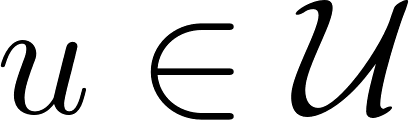 u ∈ 𝒰